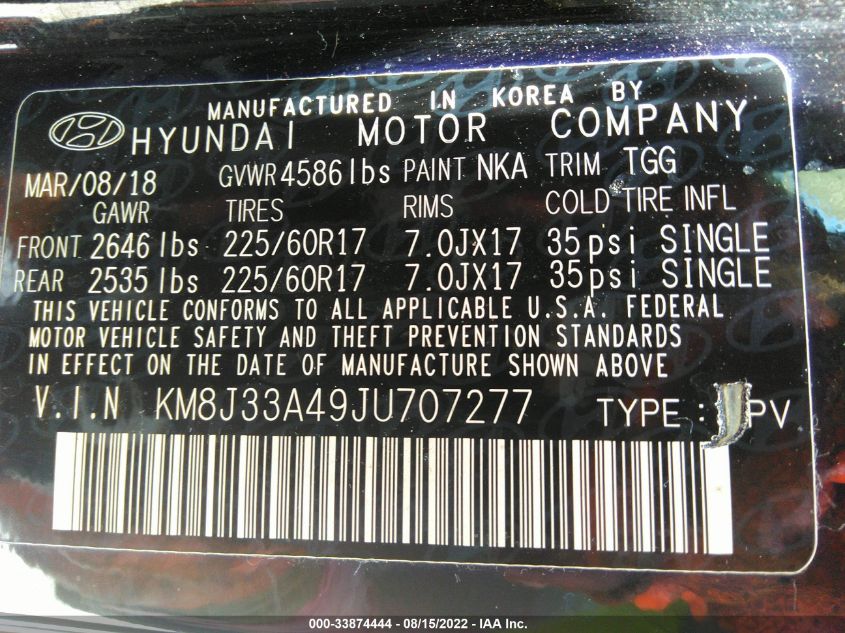 MANUFACTURED IN KOREA BY
HYUNDAI MOTOR COMPANY
MAR/08/18 GVWR 4586 lbs PAINT NKA TRIM TGG
GAWR TIRES RIMS COLD TIRE INFL
FRONT 2646 lbs 225/60R17 7.0JX17 35psi SINGLE
REAR 2535 lbs 225/60R17 7.0JX17 35psi SINGLE
THIS VEHICLE CONFORMS TO ALL APPLICABLE U.S.A. FEDERAL
MOTOR VEHICLE SAFETY AND THEFT PREVENTION STANDARDS
IN EFFECT ON THE DATE OF MANUFACTURE SHOWN ABOVE
V.I.N KM8J33A49JU707277 TYPE: PV
000-33874444 - 08/15/2022 - IAA Inc.